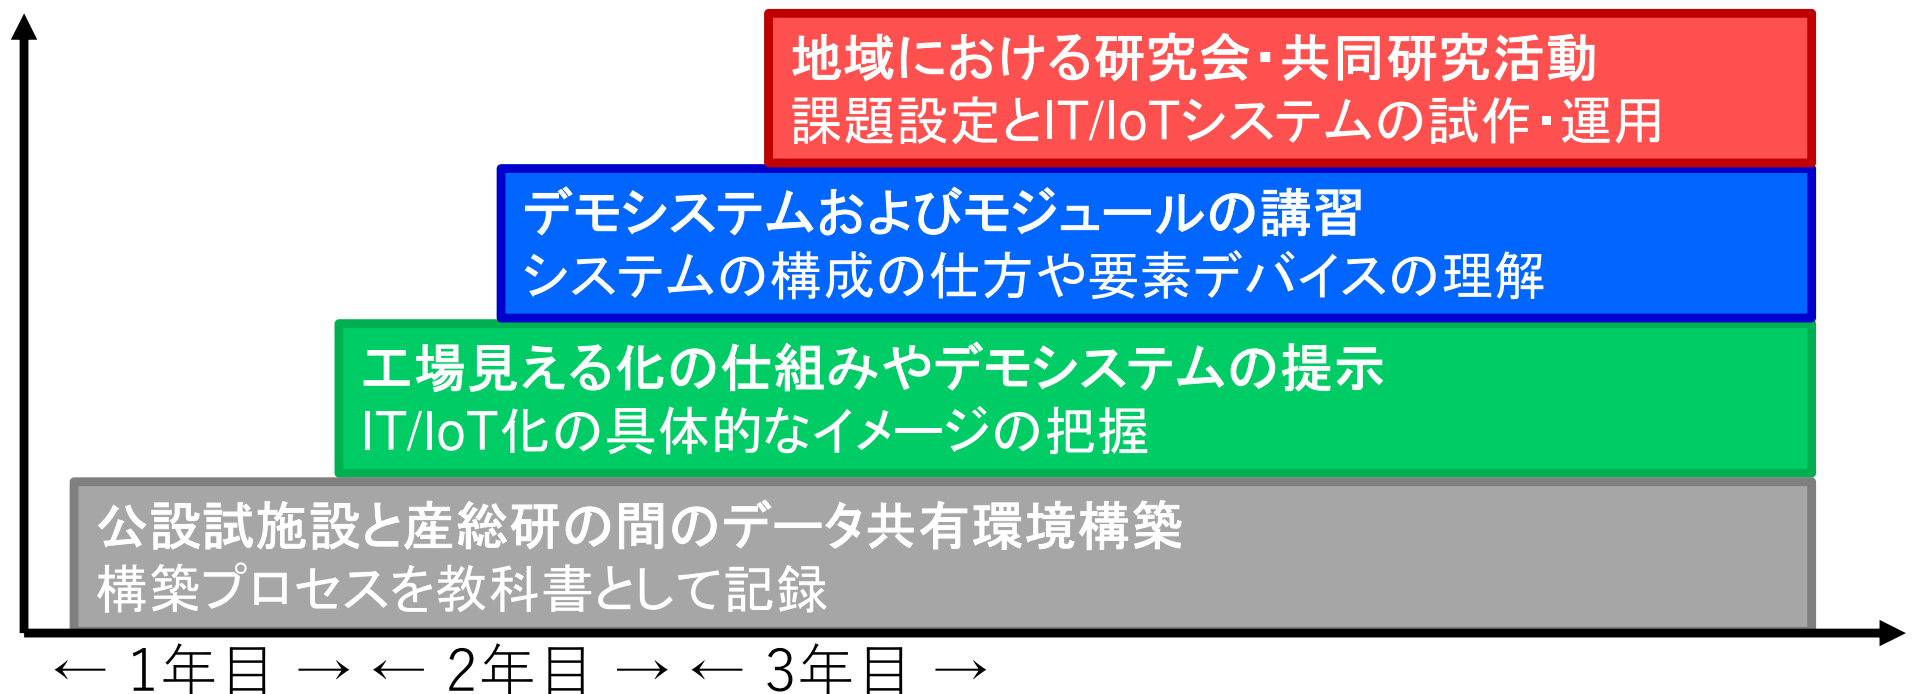 地域における研究会・共同研究活動
課題設定とIT/IoTシステムの試作・運用
デモシステムおよびモジュールの講習
システムの構成の仕方や要素デバイスの理解
工場見える化の仕組みやデモシステムの提示
IT/IoT化の具体的なイメージの把握
公設試施設と産総研の間のデータ共有環境構築
構築プロセスを教科書として記録
← 1年目 → ← 2年目 → ← 3年目 →